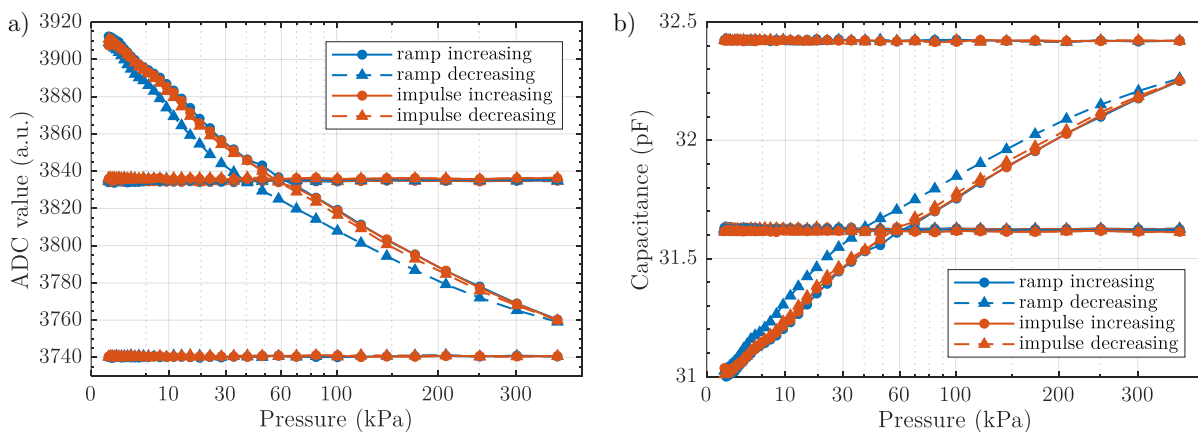 a)
ADC value (a.u.)
3920
3900
3880
3860
3840
3820
3800
3780
3760
3740
ramp increasing
ramp decreasing
impulse increasing
impulse decreasing
0 10 30 60 100 200 300
Pressure (kPa)
b)
Capacitance (pF)
32.5
32
31.5
31
ramp increasing
ramp decreasing
impulse increasing
impulse decreasing
0 10 30 60 100 200 300
Pressure (kPa)